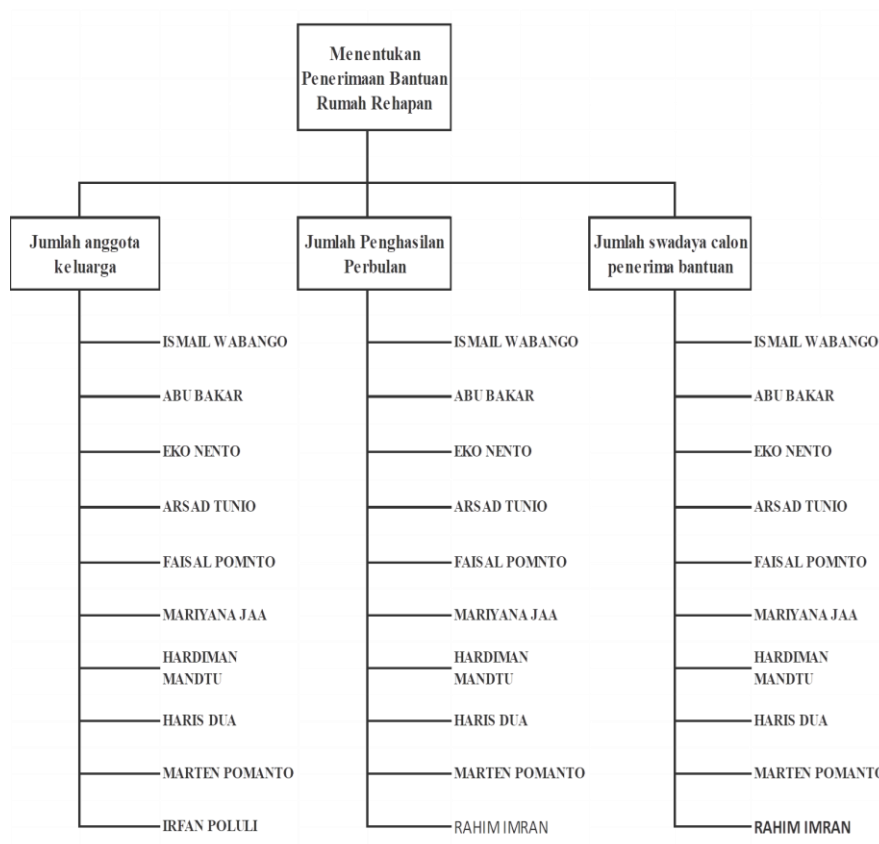 Menentukan
Penerimaan Bantuan
Rumah Rehapan
Jumlah anggota
keluarga
ISMAIL WABANGO
ABU BAKAR
EKO NENTO
ARSAD TUNIO
FAISAL POMNTO
MARIYANA JAA
HARDIMAN
MANDTU
HARIS DUA
MARTEN POMANTO
IRFAN POLULI
Jumlah Penghasilan
Perbulan
ISMAIL WABANGO
ABU BAKAR
EKO NENTO
ARSAD TUNIO
FAISAL POMNTO
MARIYANA JAA
HARDIMAN
MANDTU
HARIS DUA
MARTEN POMANTO
RAHIM IMRAN
Jumlah swadaya calon
penerima bantuan
ISMAIL WABANGO
ABU BAKAR
EKO NENTO
ARSAD TUNIO
FAISAL POMNTO
MARIYANA JAA
HARDIMAN
MANDTU
HARIS DUA
MARTEN POMANTO
RAHIM IMRAN